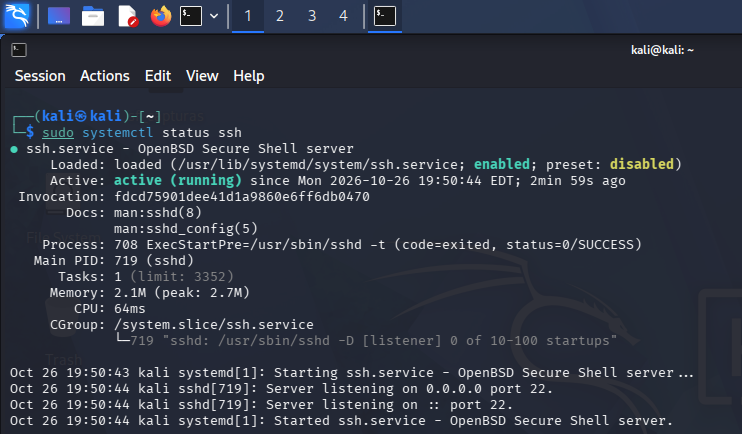 1 2 3 4
kali@kali: ~
Session Actions Edit View Help
┌──(kali㉿kali)-[~]
└─$ sudo systemctl status ssh
● ssh.service - OpenBSD Secure Shell server
Loaded: loaded (/usr/lib/systemd/system/ssh.service; enabled; preset: disabled)
Active: active (running) since Mon 2026-10-26 19:50:44 EDT; 2min 59s ago
Invocation: fdcd75901dee41d1a9860e6ff6db0470
Docs: man:sshd(8)
man:sshd_config(5)
Process: 708 ExecStartPre=/usr/sbin/sshd -t (code=exited, status=0/SUCCESS)
Main PID: 719 (sshd)
Tasks: 1 (limit: 3352)
Memory: 2.1M (peak: 2.7M)
CPU: 64ms
CGroup: /system.slice/ssh.service
└─719 "sshd: /usr/sbin/sshd -D [listener] 0 of 10-100 startups"
Trash
Oct 26 19:50:43 kali systemd[1]: Starting ssh.service - OpenBSD Secure Shell server...
Oct 26 19:50:44 kali sshd[719]: Server listening on 0.0.0.0 port 22.
Oct 26 19:50:44 kali sshd[719]: Server listening on :: port 22.
Oct 26 19:50:44 kali systemd[1]: Started ssh.service - OpenBSD Secure Shell server.